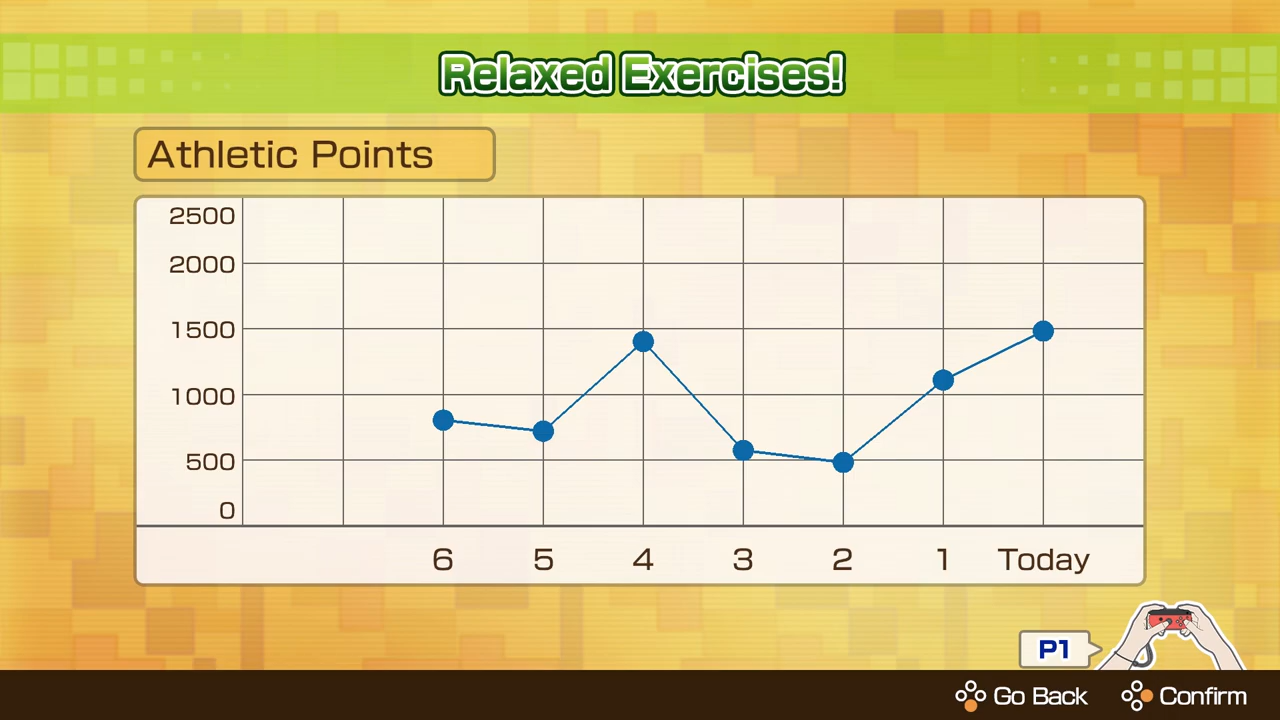 Relaxed Exercises!
Athletic Points
2500
2000
1500
1000
500
0
6 5 4 3 2 1 Today
P1
Go Back Confirm